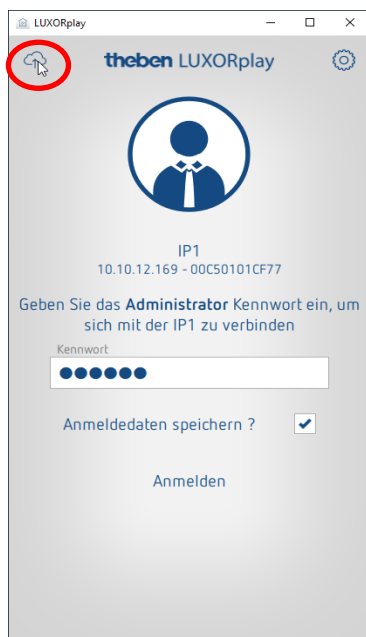 LUXORplay
theben LUXORplay
IP1
10.10.12.169 - 00C50101CF77
Geben Sie das Administrator Kennwort ein, um
sich mit der IP1 zu verbinden
Kennwort
Anmeldedaten speichern ?
Anmelden